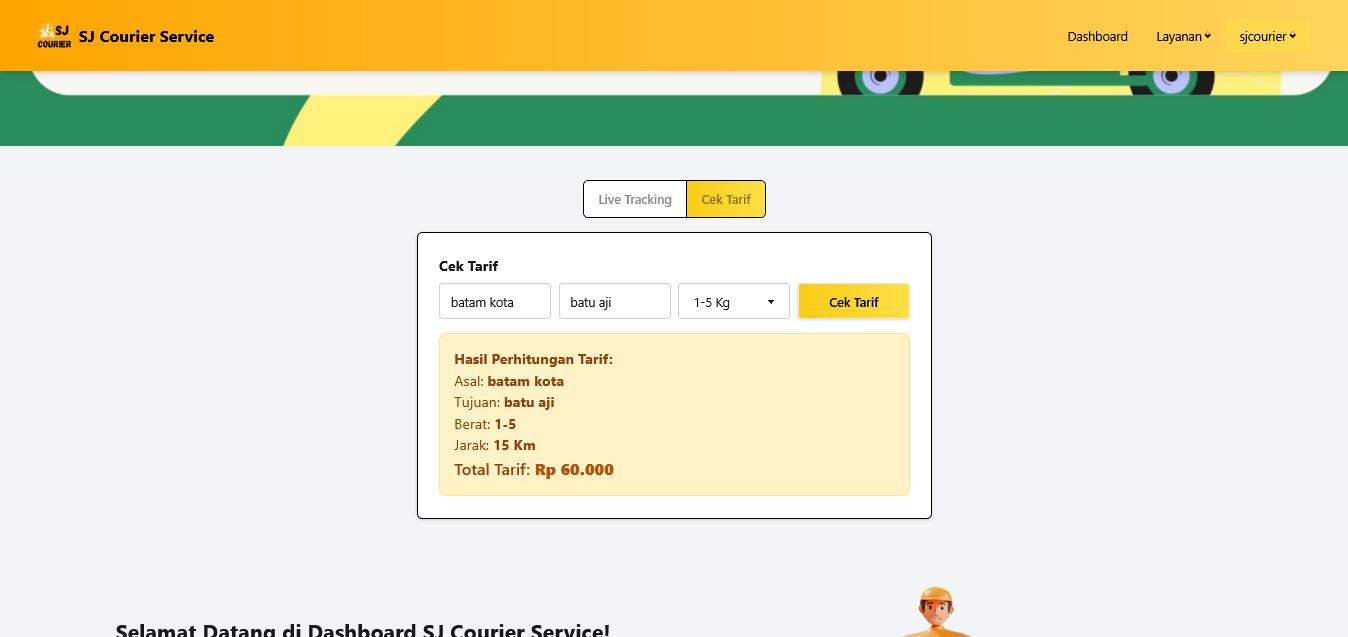 SJ
COURIER
SJ Courier Service
Dashboard
Layanan
sjcourier
Live Tracking
Cek Tarif
Cek Tarif
batam kota
batu aji
1-5 Kg
Cek Tarif
Hasil Perhitungan Tarif:
Asal: batam kota
Tujuan: batu aji
Berat: 1-5
Jarak: 15 Km
Total Tarif: Rp 60.000
Selamat Datang di Dashboard SJ Courier Service!